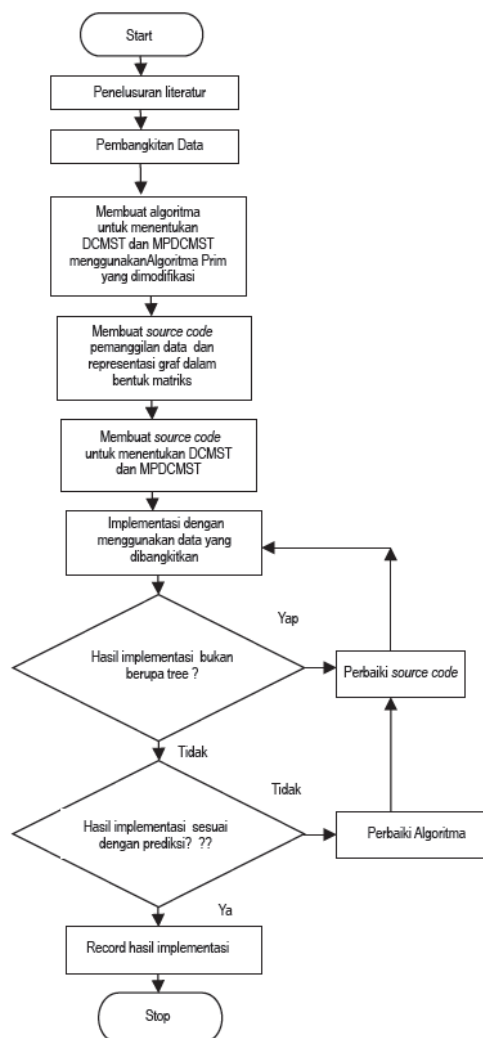 Start
Penelusuran literatur
Pembangkitan Data
Membuat algoritma
untuk menentukan
DCMST dan MPDCMST
menggunakanAlgoritma Prim
yang dimodifikasi
Membuat source code
pemanggilan data dan
representasi graf dalam
bentuk matriks
Membuat source code
untuk menentukan DCMST
dan MPDCMST
Implementasi dengan
menggunakan data yang
dibangkitkan
Yap
Hasil implementasi bukan
berupa tree ?
Perbaiki source code
Tidak
Tidak
Hasil implementasi sesuai
dengan prediksi? ??
Perbaiki Algoritma
Ya
Record hasil implementasi
Stop